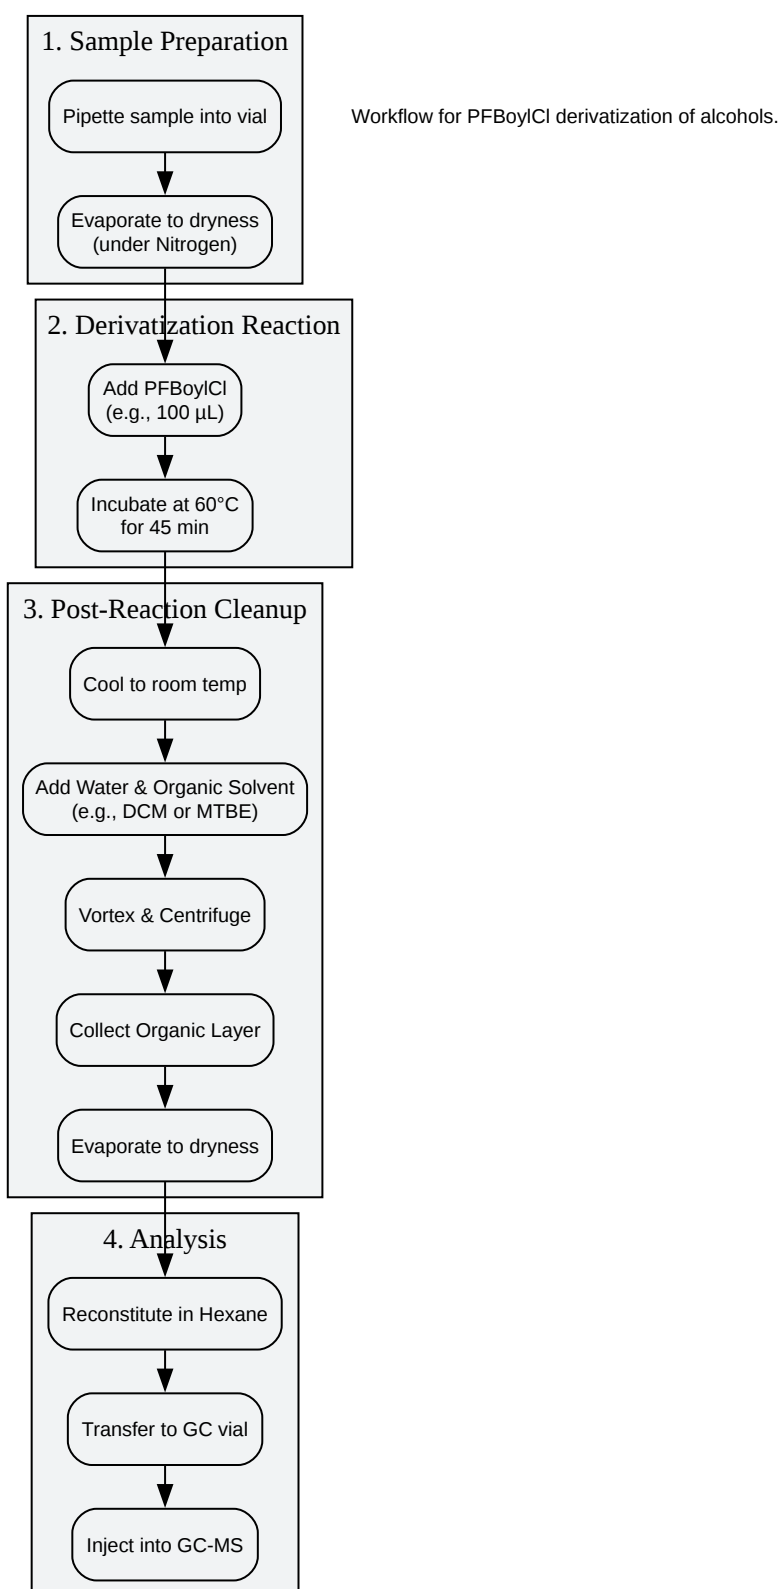 1. Sample Preparation
Pipette sample into vial
Workflow for PFBoylCl derivatization of alcohols.
Evaporate to dryness
(under Nitrogen)
2. Derivatization Reaction
Add PFBoylCl
(e.g., 100 µL)
Incubate at 60°C
for 45 min
3. Post-Reaction Cleanup
Cool to room temp
Add Water & Organic Solvent
(e.g., DCM or MTBE)
Vortex & Centrifuge
Collect Organic Layer
Evaporate to dryness
4. Analysis
Reconstitute in Hexane
Transfer to GC vial
Inject into GC-MS